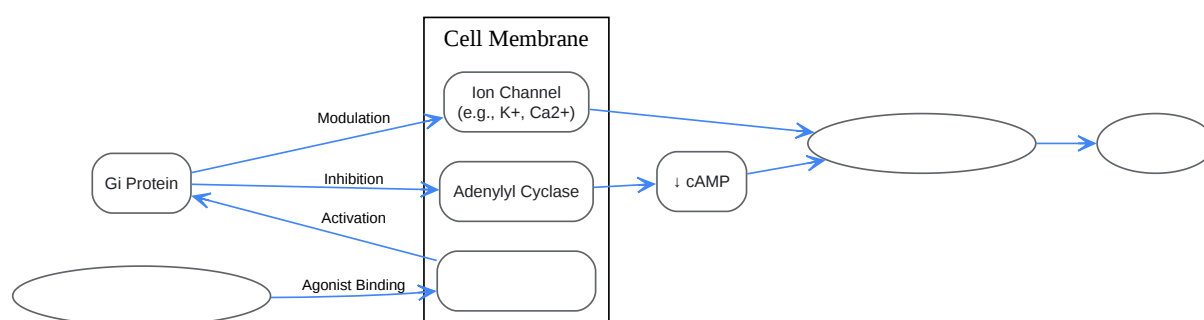 Cell Membrane
Ion Channel
(e.g., K+, Ca2+)
Modulation
Gi Protein
Inhibition
Adenylyl Cyclase
↓ cAMP
Activation
Agonist Binding